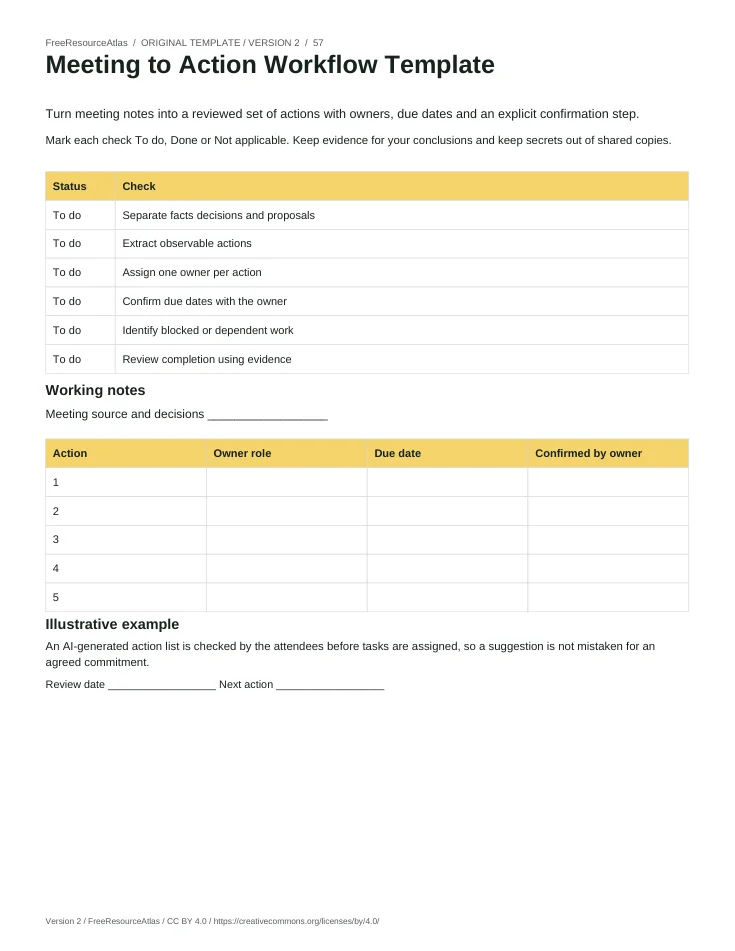 FreeResourceAtlas / ORIGINAL TEMPLATE / VERSION 2 / 57
Meeting to Action Workflow Template
Turn meeting notes into a reviewed set of actions with owners, due dates and an explicit confirmation step.
Mark each check To do, Done or Not applicable. Keep evidence for your conclusions and keep secrets out of shared copies.
Status Check
To do Separate facts decisions and proposals
To do Extract observable actions
To do Assign one owner per action
To do Confirm due dates with the owner
To do Identify blocked or dependent work
To do Review completion using evidence
Working notes
Meeting source and decisions ___________________
Action Owner role Due date Confirmed by owner
1
2
3
4
5
Illustrative example
An AI-generated action list is checked by the attendees before tasks are assigned, so a suggestion is not mistaken for an
agreed commitment.
Review date __________________ Next action __________________
Version 2 / FreeResourceAtlas / CC BY 4.0 / https://creativecommons.org/licenses/by/4.0/